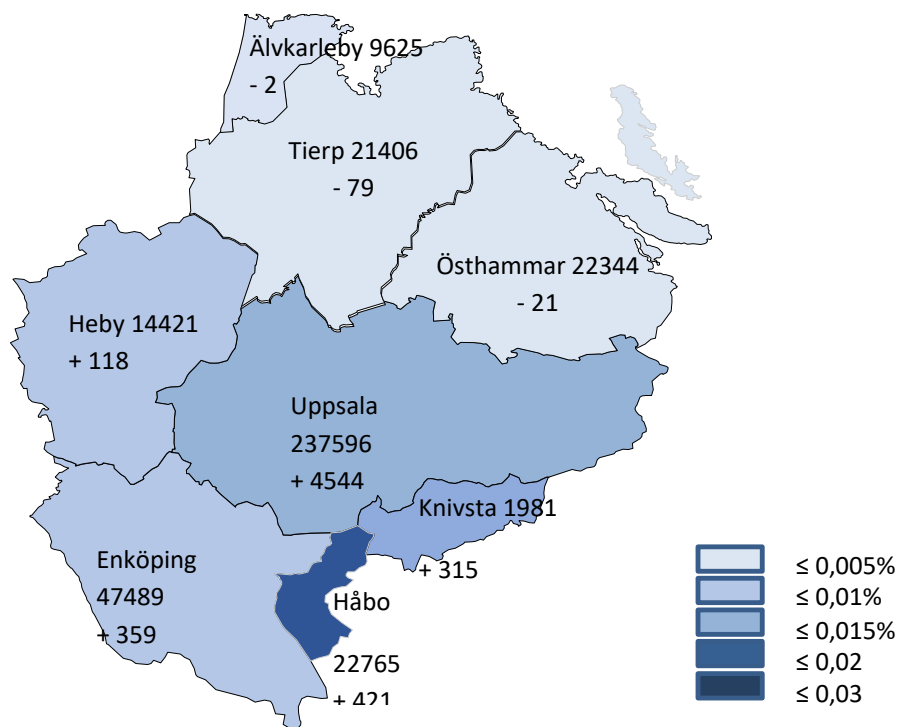 Älvkarleby 9625
- 2
Tierp 21406
- 79
Östhammar 22344
- 21
Heby 14421
+ 118
Uppsala
237596
+ 4544
Knivsta 1981
+ 315
Enköping
47489
+ 359
Håbo
22765
+ 421
≤ 0,005%
≤ 0,01%
≤ 0,015%
≤ 0,02
≤ 0,03